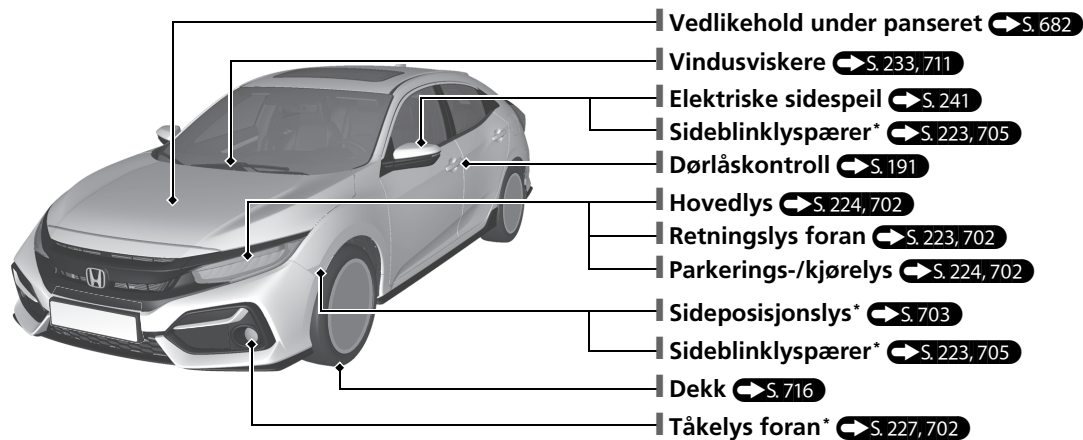 Vedlikehold under panseret S. 682
Vindusviskere S. 233, 711
Elektriske sidespeil S. 241
Sideblinklyspærer* S. 223, 705
Dørlåskontroll S. 191
Hovedlys S. 224, 702
Retningslys foran S. 223, 702
Parkerings-/kjørelys S. 224, 702
Sideposisjonslys* S. 703
Sideblinklyspærer* S. 223, 705
Dekk S. 716
Tåkelys foran* S. 227, 702